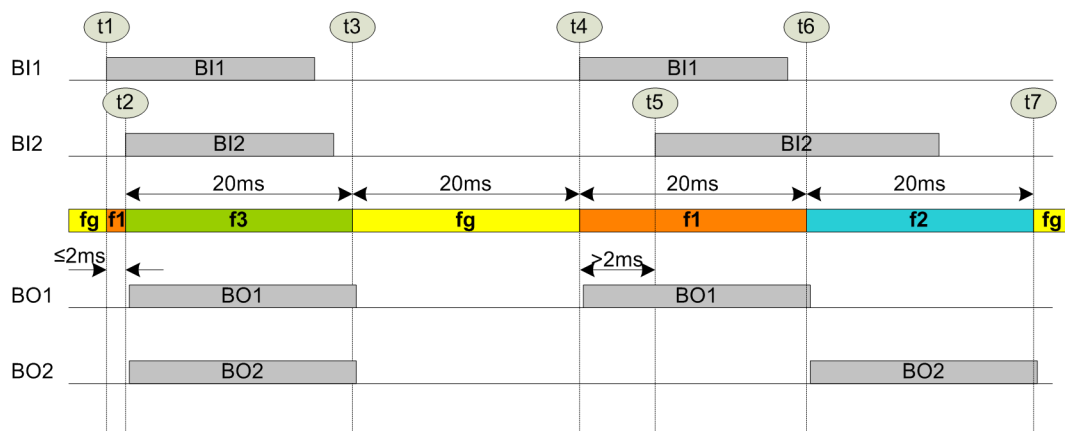 t1 t3 t4 t6
BI1 BI1 BI1
t2 t5 t7
BI2 BI2 BI2
20ms 20ms 20ms 20ms
fg f1 f3 fg f1 f2 fg
≤2ms >2ms
BO1 BO1 BO1
BO2 BO2 BO2